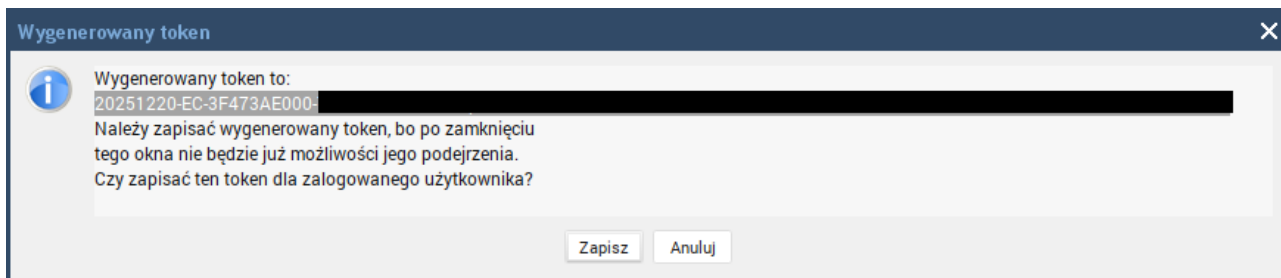 Wygenerowany token
Wygenerowany token to:
20251220-EC-3F473AE000-
Należy zapisać wygenerowany token, bo po zamknięciu
tego okna nie będzie już możliwości jego podejrzenia.
Czy zapisać ten token dla zalogowanego użytkownika?
Zapisz
Anuluj